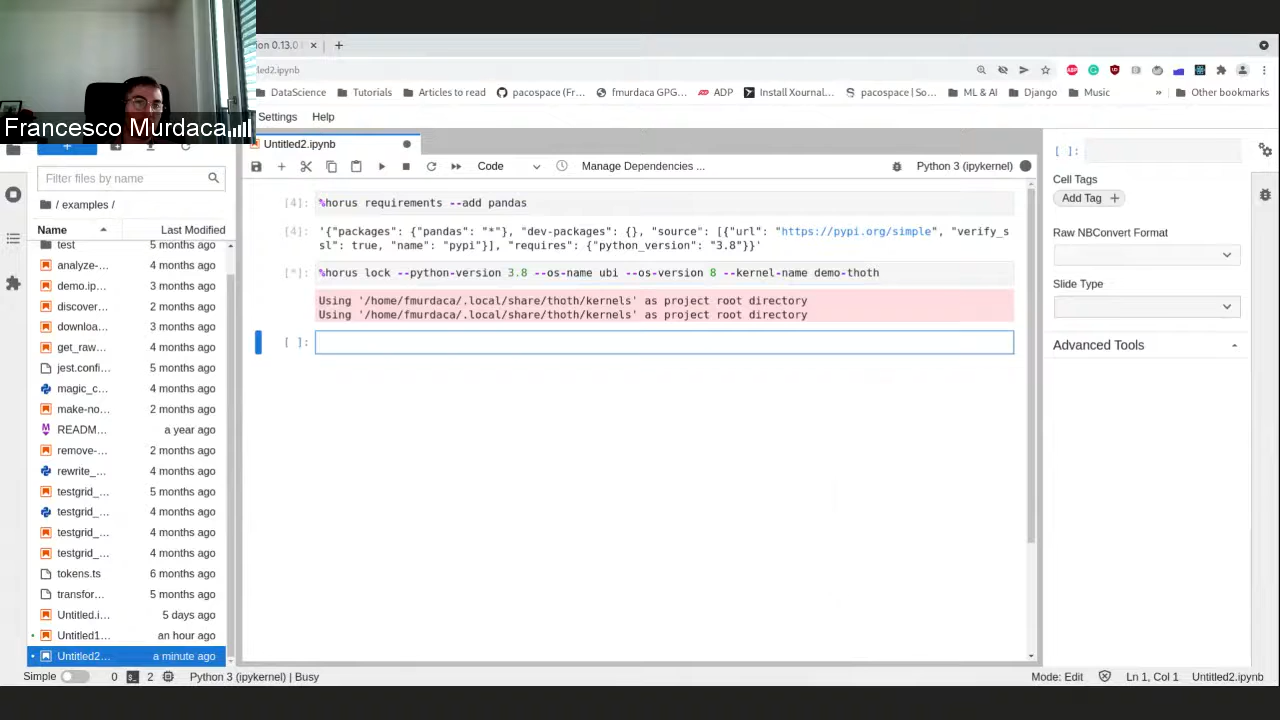 ion 0.13.0
led2.ipynb
DataScience
Tutorials
Articles to read
pacospace (Fr...
fmurdaca GPG...
ADP
Install Xournal...
pacospace | So...
ML & AI
Django
Music
»
Other bookmarks
Francesco Murdaca
Settings
Help
Untitled2.ipynb
Code
Manage Dependencies ...
Python 3 (ipykernel)
Filter files by name
/ examples /
Name
Last Modified
test 5 months ago
analyze-... 4 months ago
demo.ip... 3 months ago
discover... 2 months ago
downloa... 3 months ago
get_raw... 4 months ago
jest.confi... 5 months ago
magic_c... 4 months ago
make-no... 2 months ago
READM... a year ago
remove-... 2 months ago
rewrite_... 4 months ago
testgrid_... 5 months ago
testgrid_... 4 months ago
testgrid_... 4 months ago
testgrid_... 4 months ago
tokens.ts 6 months ago
transfor... 5 months ago
Untitled.i... 5 days ago
Untitled1... an hour ago
Untitled2... a minute ago
[4]: %horus requirements --add pandas
[4]: '{"packages": {"pandas": "*"}, "dev-packages": {}, "source": [{"url": "https://pypi.org/simple", "verify_s
sl": true, "name": "pypi"}], "requires": {"python_version": "3.8"}}'
[*]: %horus lock --python-version 3.8 --os-name ubi --os-version 8 --kernel-name demo-thoth
Using '/home/fmurdaca/.local/share/thoth/kernels' as project root directory
Using '/home/fmurdaca/.local/share/thoth/kernels' as project root directory
[ ]:
[ ]:
Cell Tags
Add Tag +
Raw NBConvert Format
Slide Type
Advanced Tools
Simple
0
2
Python 3 (ipykernel) | Busy
Mode: Edit
Ln 1, Col 1
Untitled2.ipynb